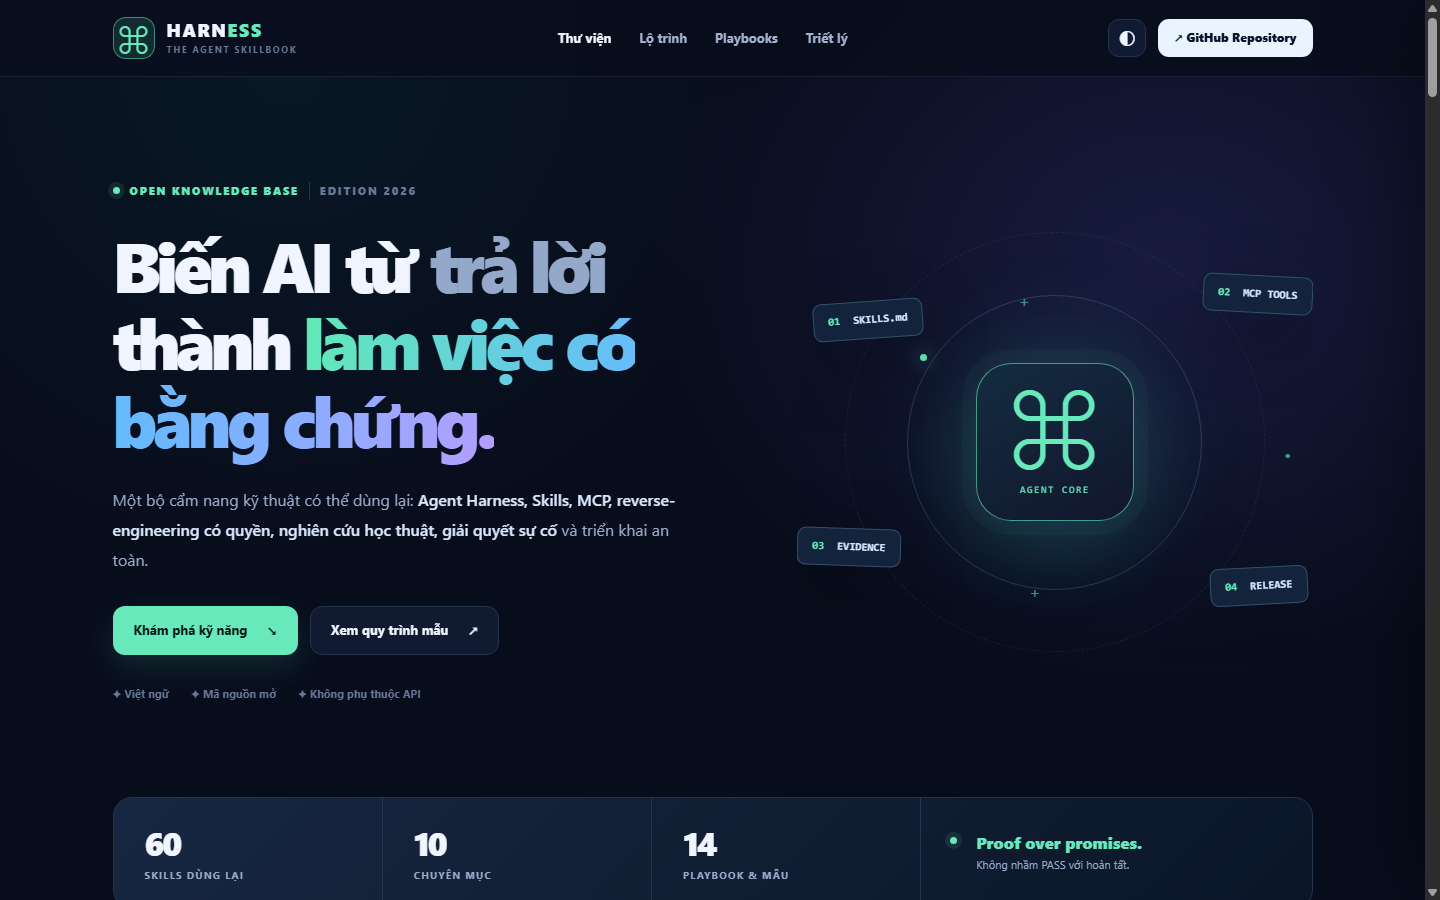 HARNESS
THE AGENT SKILLBOOK
Thư viện
Lộ trình
Playbooks
Triết lý
↗ GitHub Repository
OPEN KNOWLEDGE BASE
EDITION 2026
Biến AI từ trả lời
thành làm việc có
bằng chứng.
Một bộ cẩm nang kỹ thuật có thể dùng lại: Agent Harness, Skills, MCP, reverse-
engineering có quyền, nghiên cứu học thuật, giải quyết sự cố và triển khai an
toàn.
Khám phá kỹ năng ↘
Xem quy trình mẫu ↗
✦ Việt ngữ
✦ Mã nguồn mở
✦ Không phụ thuộc API
01 SKILLS.md
02 MCP TOOLS
AGENT CORE
03 EVIDENCE
04 RELEASE
60
SKILLS DÙNG LẠI
10
CHUYÊN MỤC
14
PLAYBOOK & MẪU
Proof over promises.
Không nhầm PASS với hoàn tất.